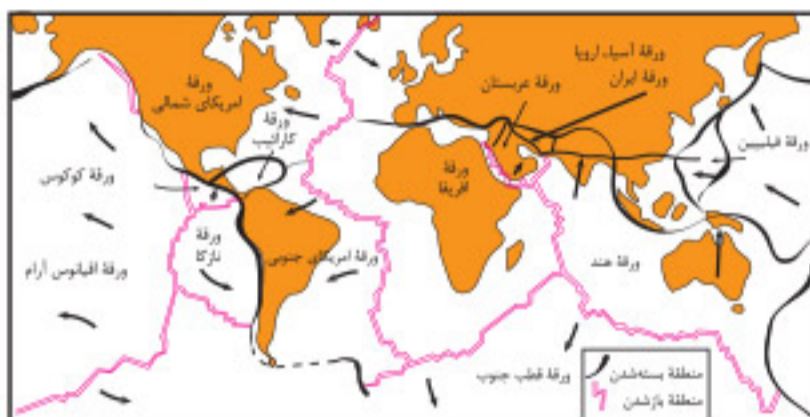 ورقهٔ
امریکای شمالی
ورقهٔ
کارائیب
ورقهٔ کوکوس
ورقهٔ
نازکا
ورقهٔ اقیانوس آرام
ورقهٔ امریکای جنوبی
ورقهٔ
افریقا
ورقهٔ عربستان
ورقهٔ آسیا، اروپا
ورقهٔ ایران
ورقهٔ فیلیپین
ورقهٔ هند
ورقهٔ قطب جنوب
منطقهٔ بسته‌شدن
منطقهٔ بازشدن